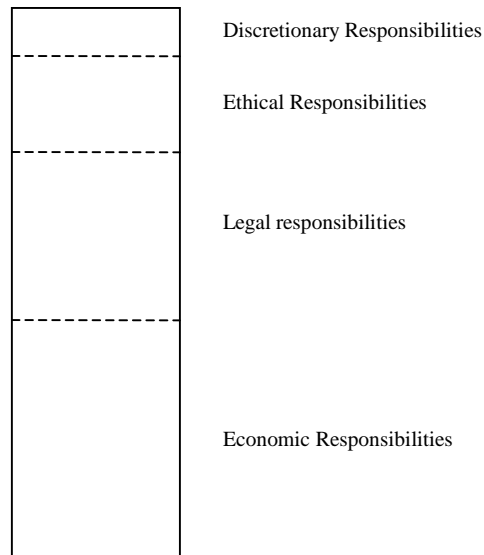 Discretionary Responsibilities
Ethical Responsibilities
Legal responsibilities
Economic Responsibilities